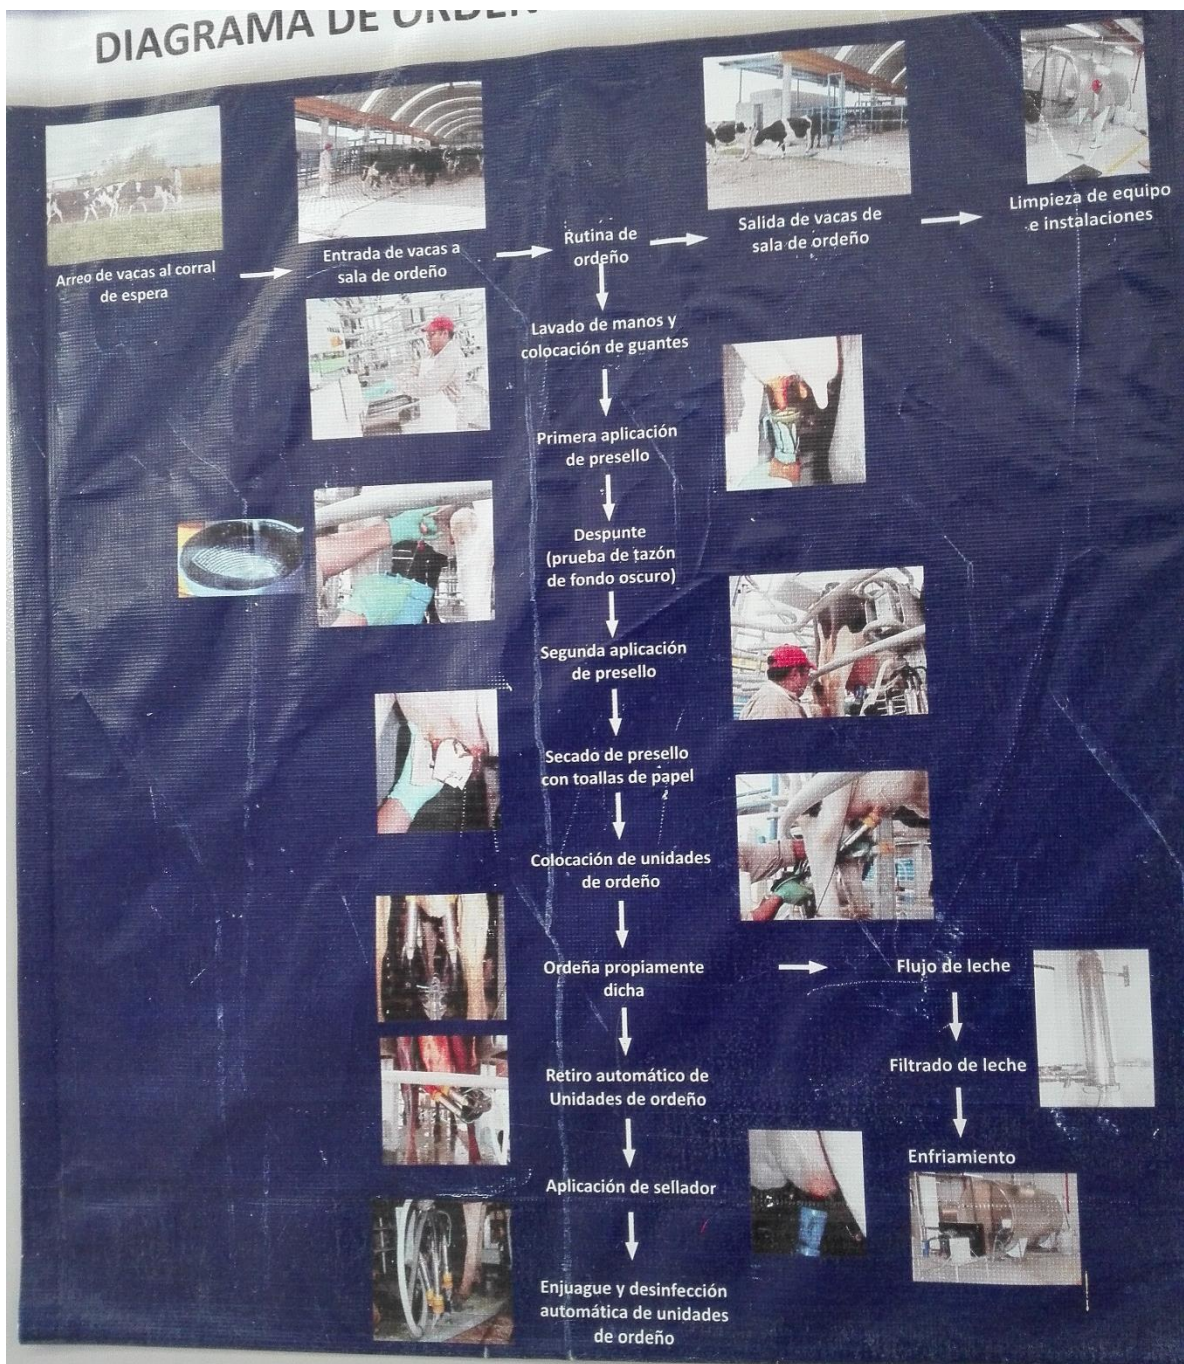 DIAGRAMA DE
Arreo de vacas al corral
de espera
Entrada de vacas a
sala de ordeño
Rutina de
ordeño
Salida de vacas de
sala de ordeño
Limpieza de equipo
e instalaciones
Lavado de manos y
colocación de guantes
Primera aplicación
de presello
Despunte
(prueba de tazón
de fondo oscuro)
Segunda aplicación
de presello
Secado de presello
con toallas de papel
Colocación de unidades
de ordeño
Ordeña propiamente
dicha
Flujo de leche
Filtrado de leche
Enfriamiento
Retiro automático de
Unidades de ordeño
Aplicación de sellador
Enjuague y desinfección
automática de unidades
de ordeño